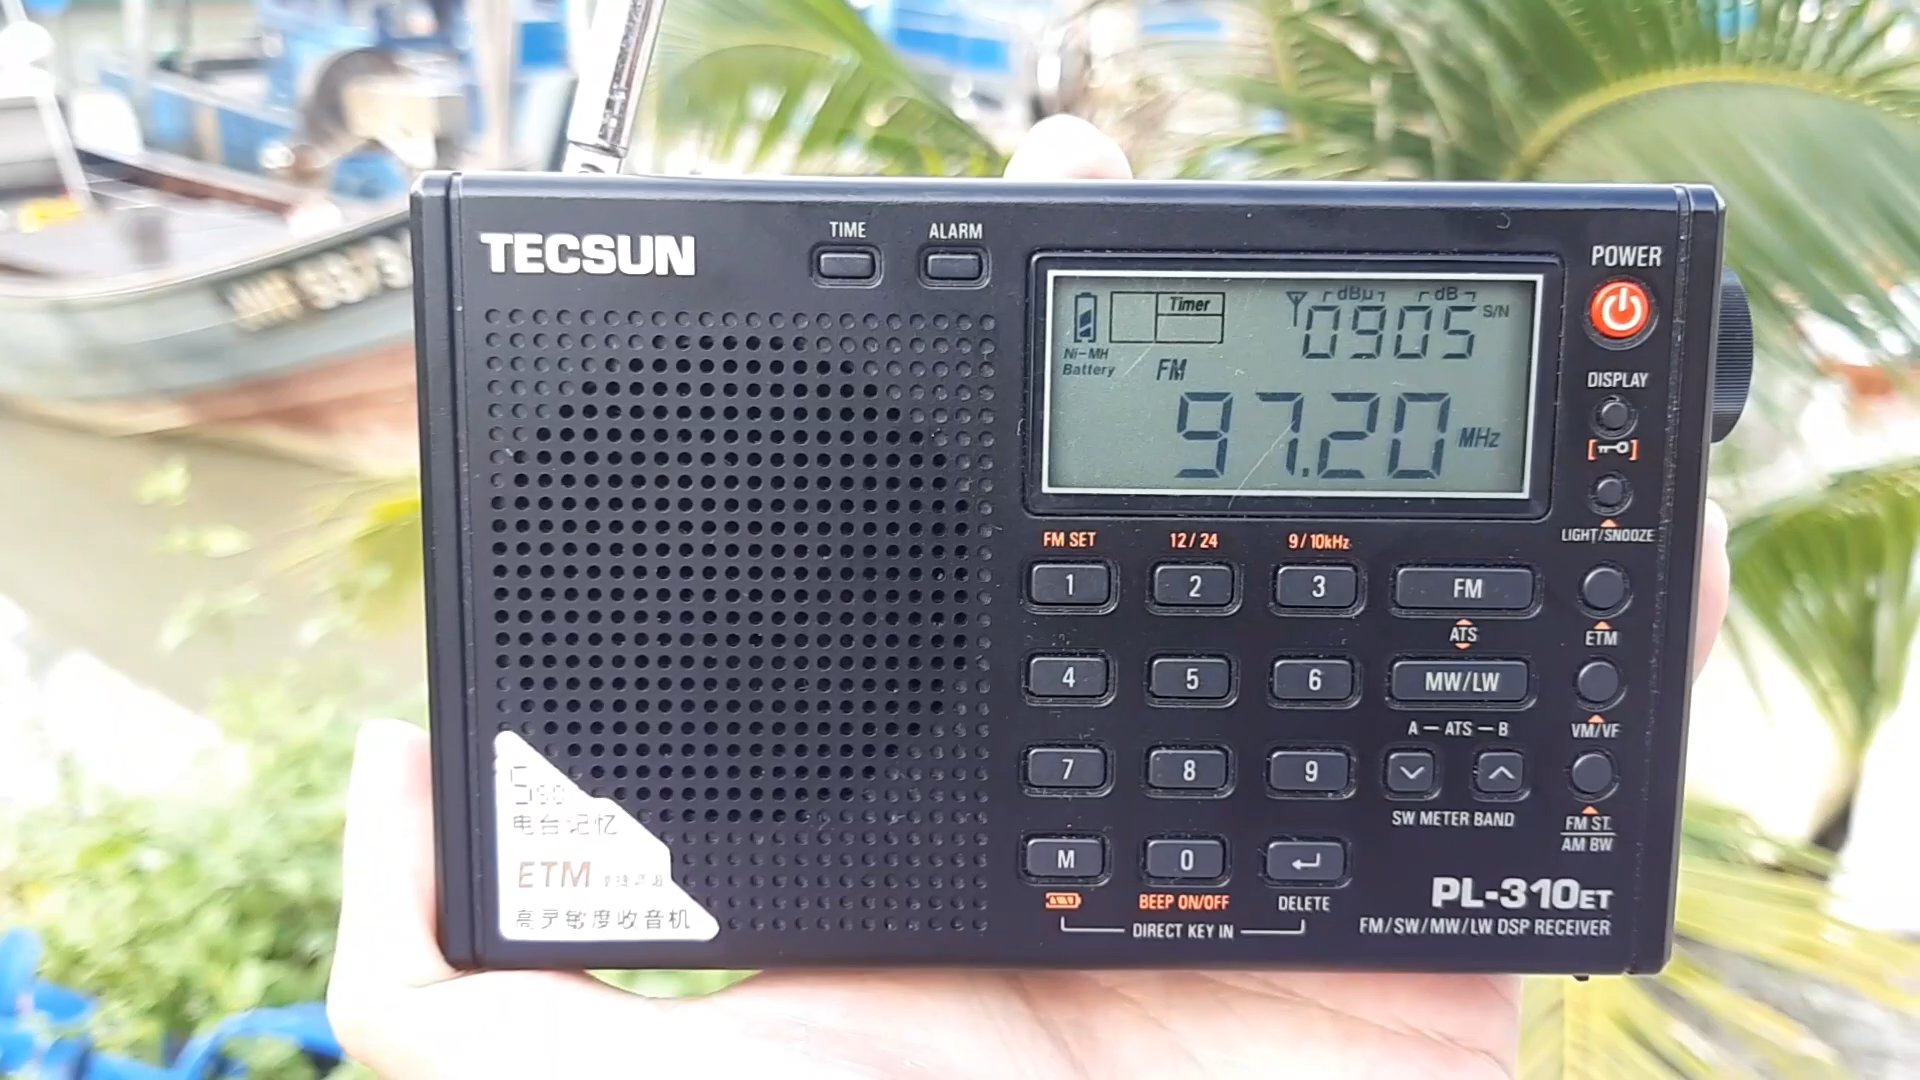 TECSUN
TIME
ALARM
POWER
Timer
dBµ
dB
S/N
0905
Ni-MH
Battery
FM
97.20 MHz
DISPLAY
LIGHT/SNOOZE
FM SET
12/24
9/10kHz
1
2
3
FM
ATS
ETM
4
5
6
MW/LW
A — ATS — B
VM/VF
7
8
9
SW METER BAND
FM ST.
AM BW
M
0
BEEP ON/OFF
DELETE
DIRECT KEY IN
PL-310ET
FM/SW/MW/LW DSP RECEIVER
电台记忆
ETM
高灵敏度收音机